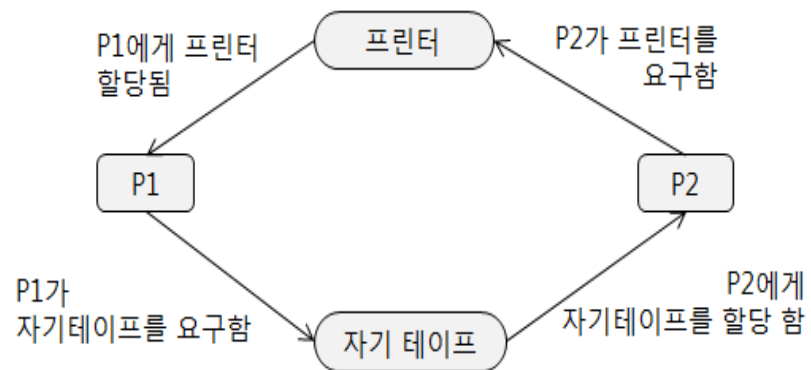 프린터
P1에게 프린터
할당됨
P2가 프린터를
요구함
P1
P2
P1가
자기테이프를 요구함
P2에게
자기테이프를 할당 함
자기 테이프